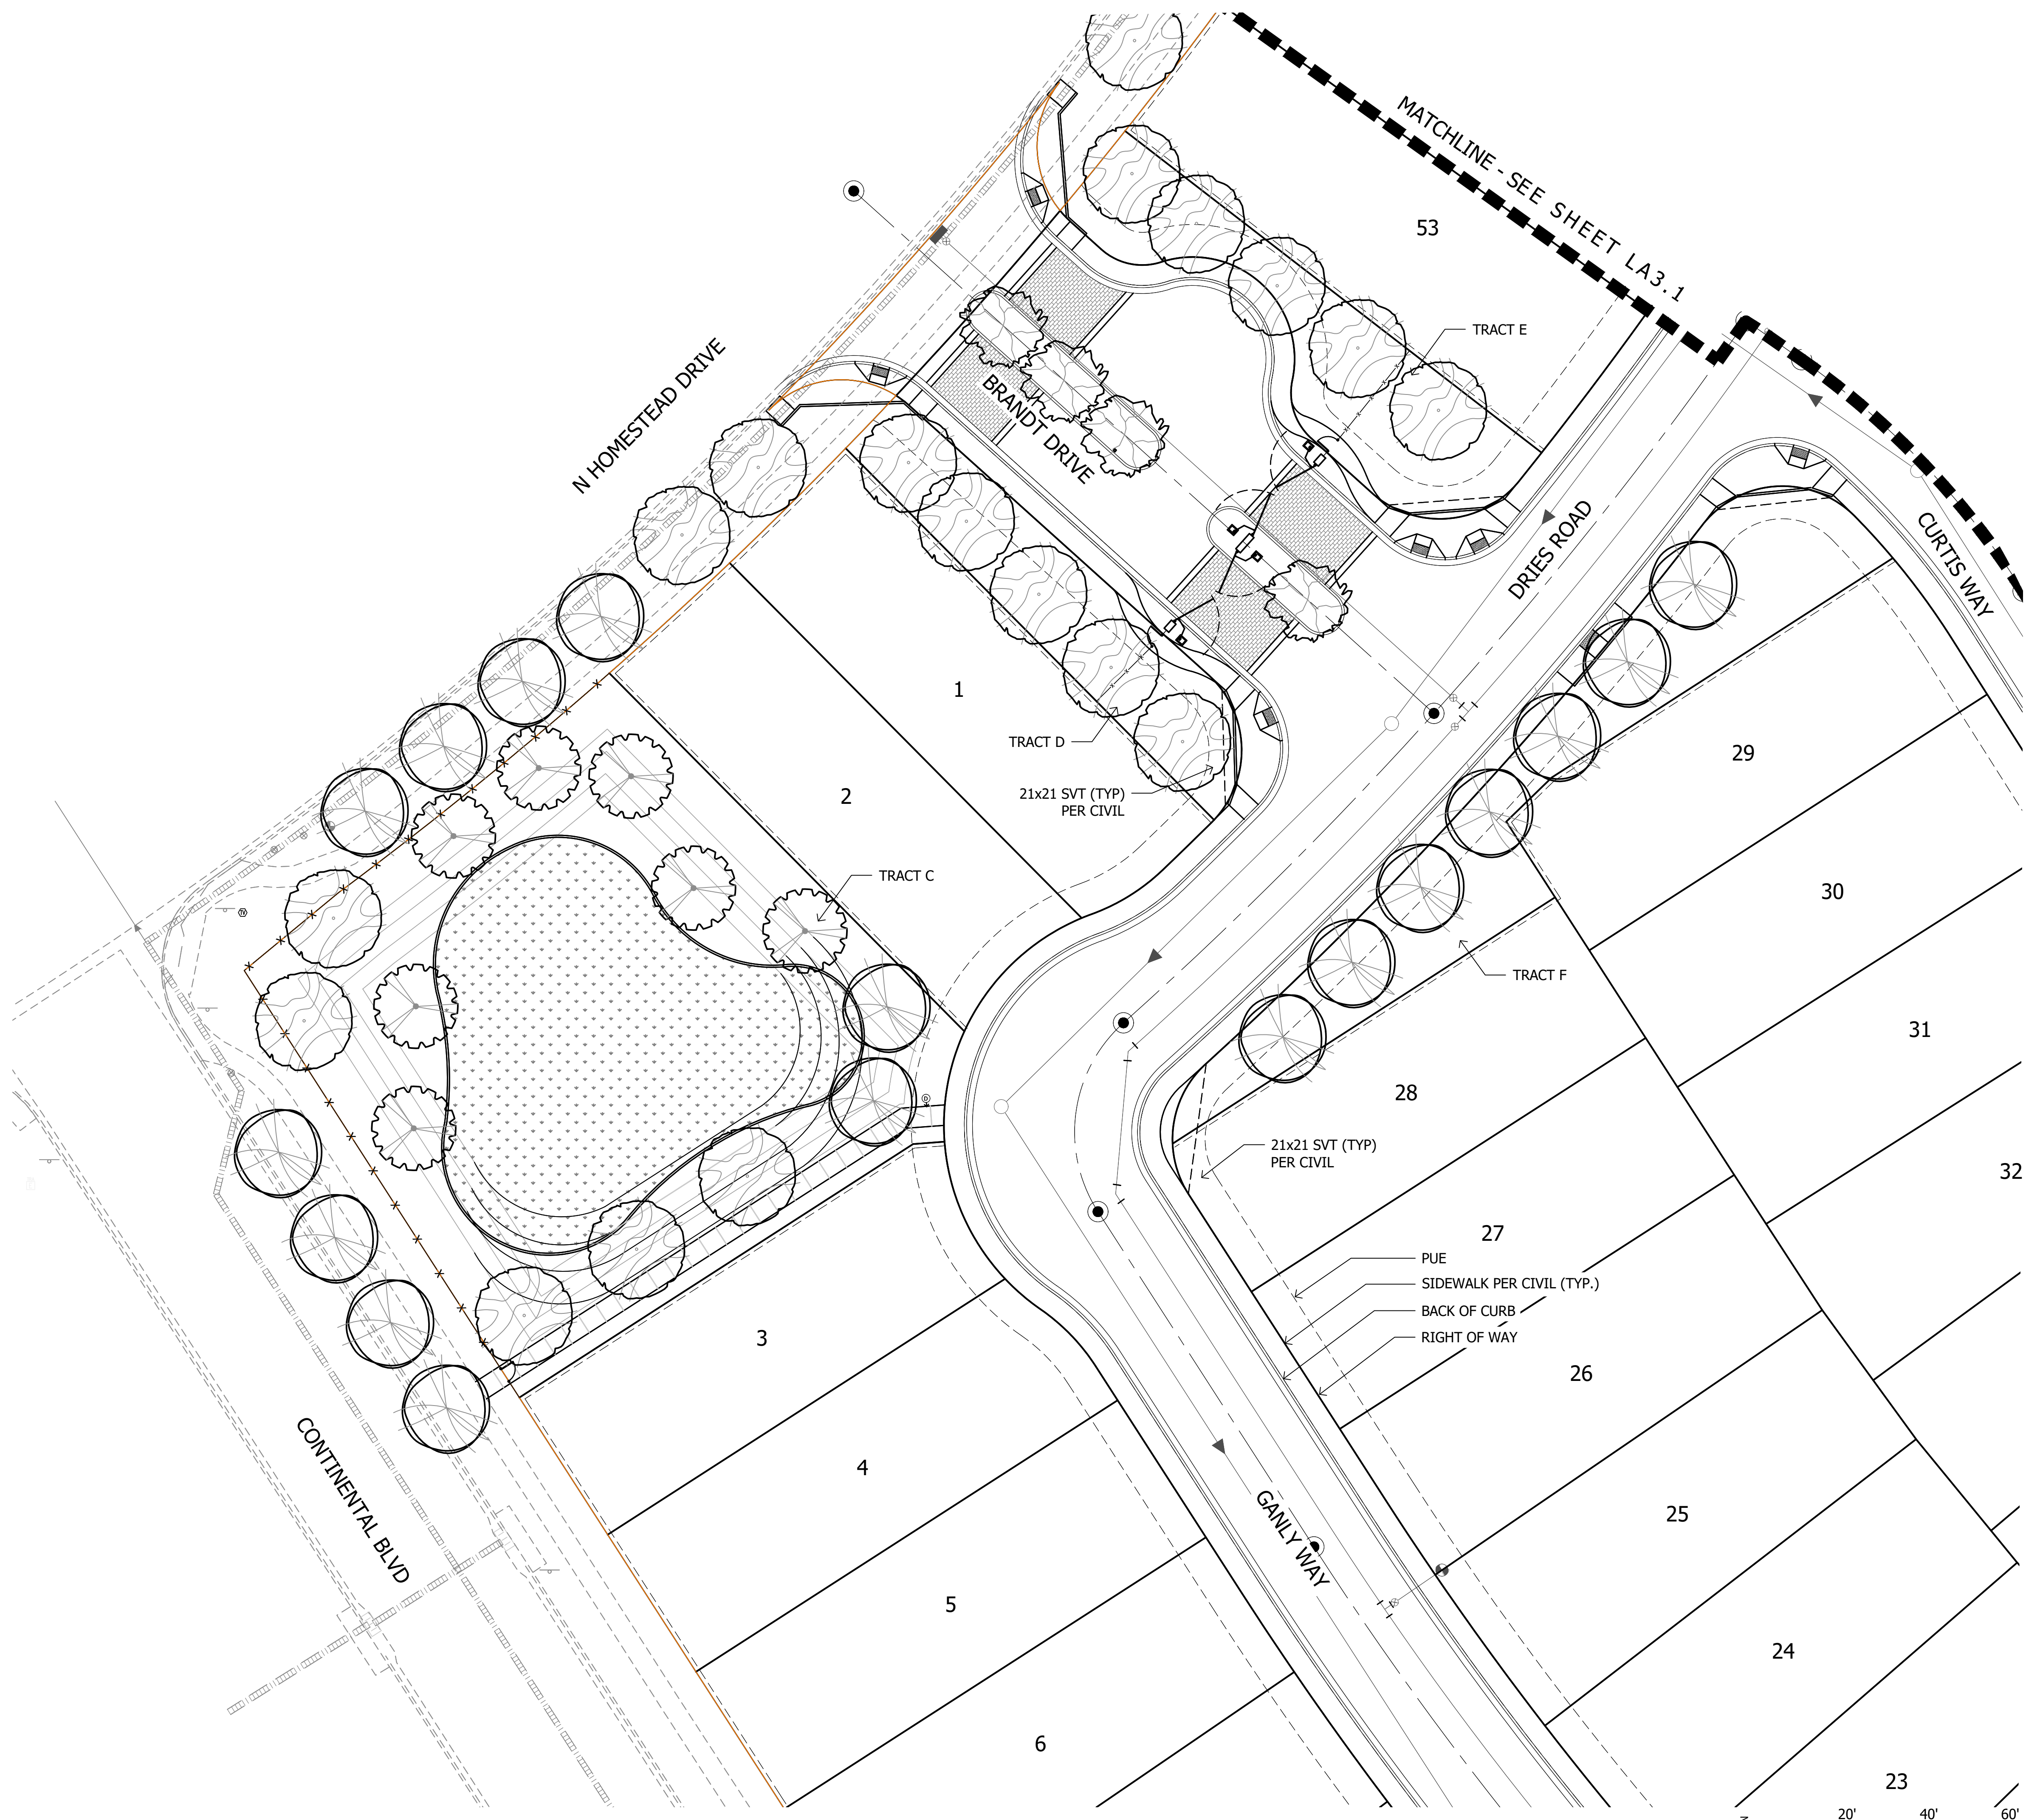 MATCHLINE - SEE SHEET LA3.1
53
TRACT E
N HOMESTEAD DRIVE
BRANDT DRIVE
DRIES ROAD
CURTIS WAY
1
TRACT D
2
21x21 SVT (TYP)
PER CIVIL
29
TRACT C
30
TRACT F
31
28
21x21 SVT (TYP)
PER CIVIL
32
27
PUE
SIDEWALK PER CIVIL (TYP.)
BACK OF CURB
RIGHT OF WAY
3
26
4
CONTINENTAL BLVD
GANLY WAY
25
5
24
6
23
20' 40' 60'